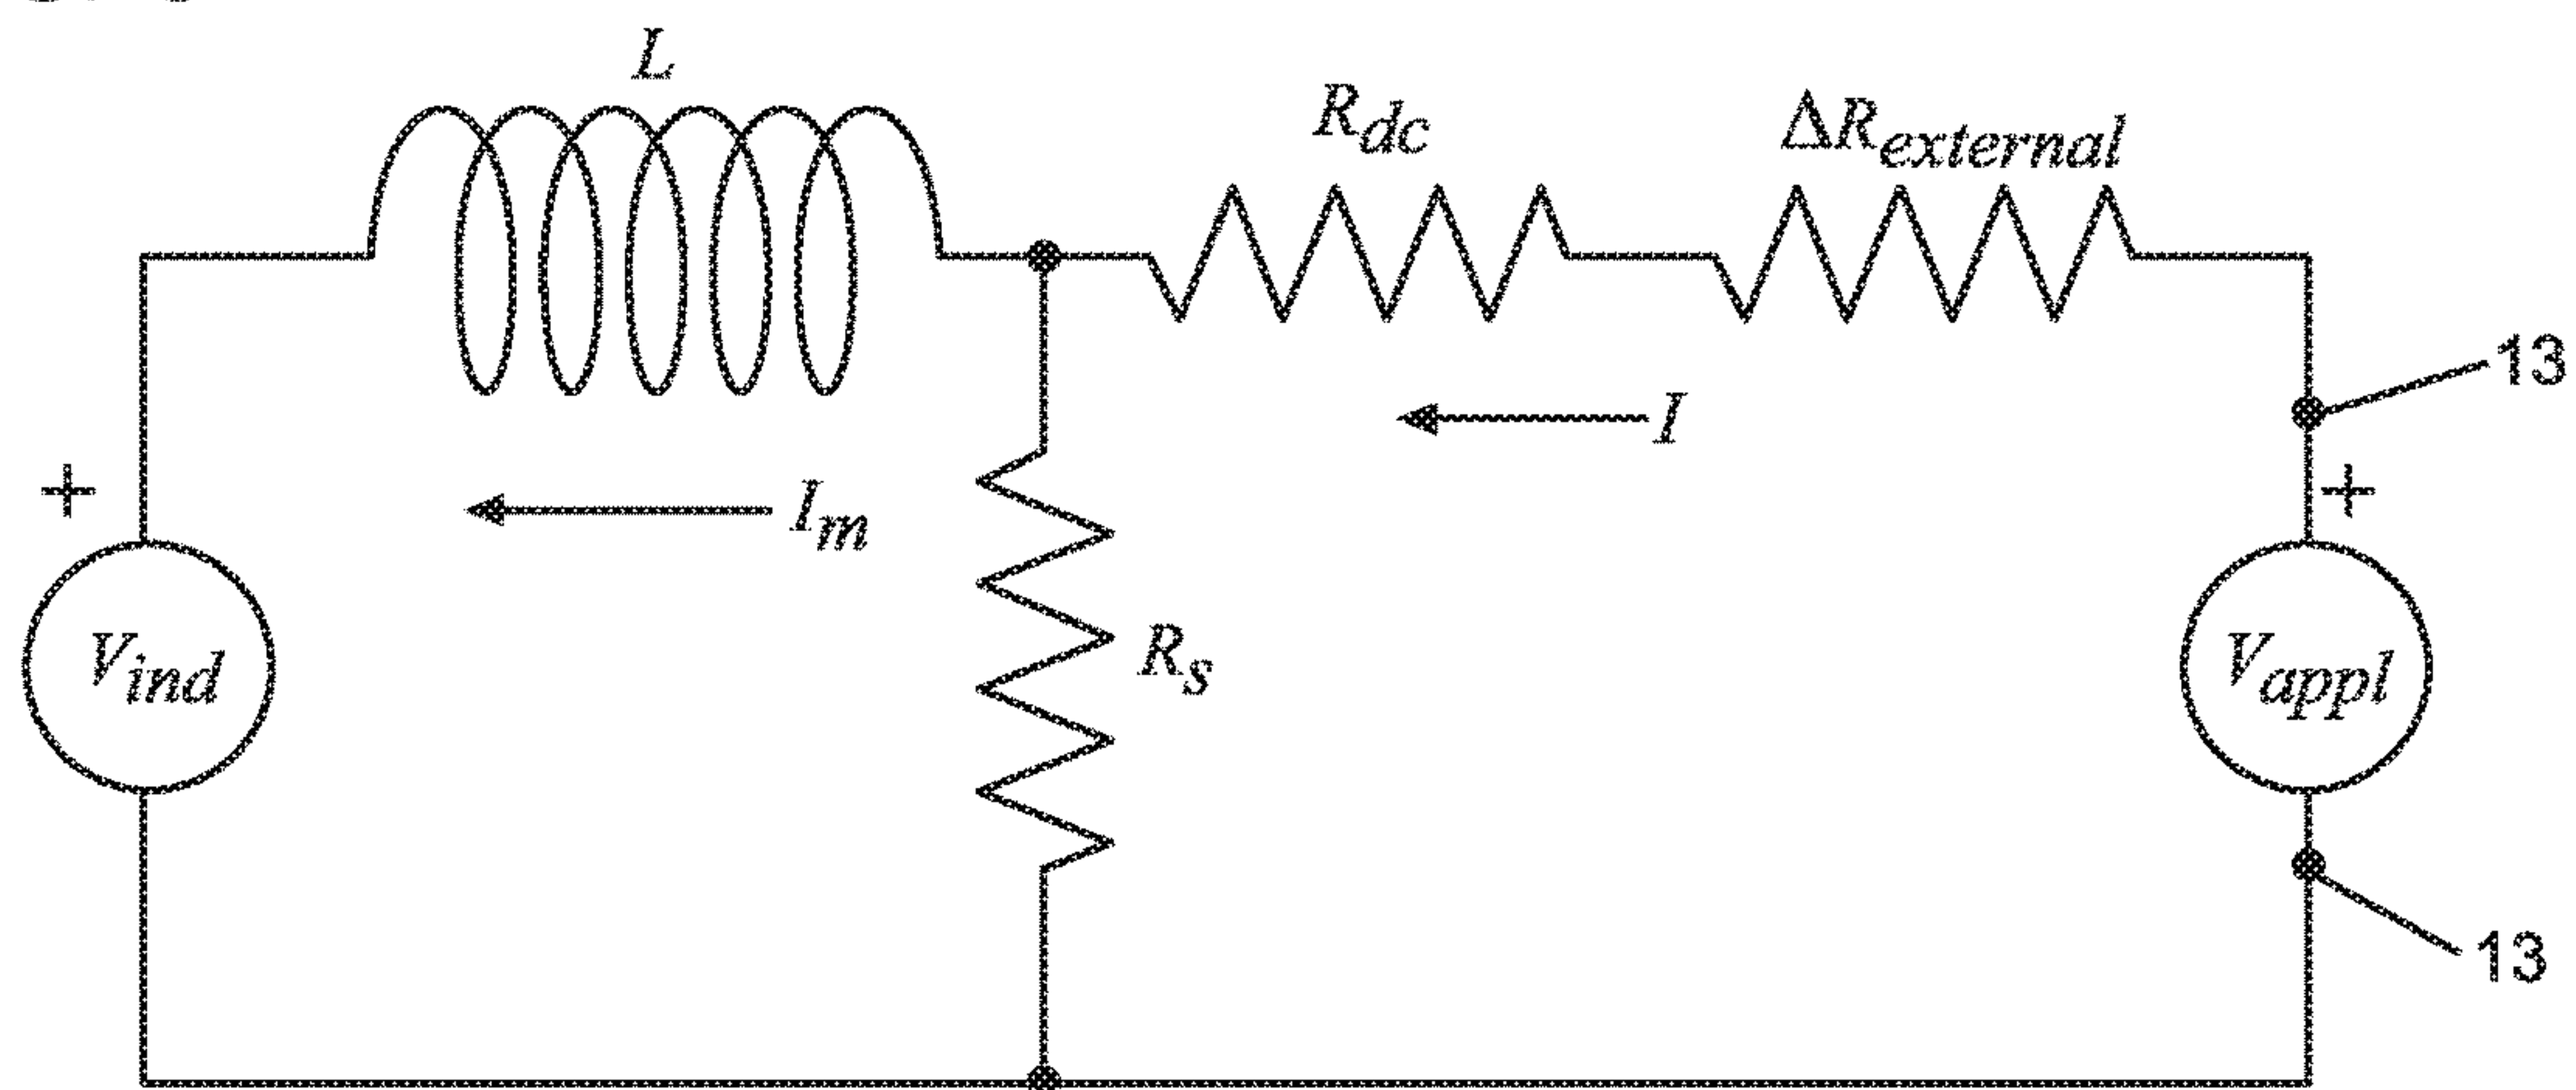 L
R_dc
ΔR_external
13
I
+
I_m
+
V_ind
R_s
V_appl
13